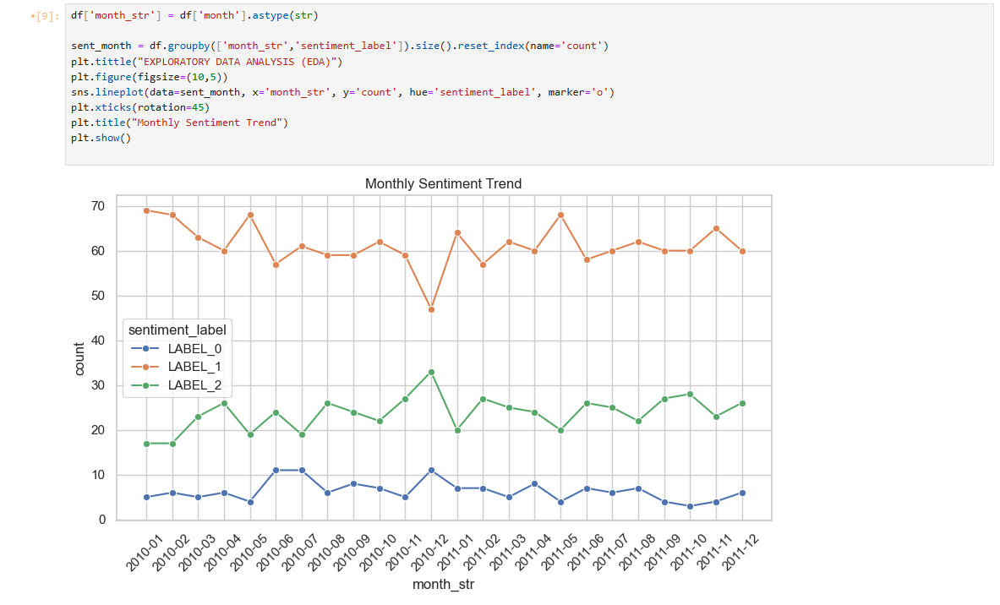 •[9]:
df['month_str'] = df['month'].astype(str)
sent_month = df.groupby(['month_str','sentiment_label']).size().reset_index(name='count')
plt.tittle("EXPLORATORY DATA ANALYSIS (EDA)")
plt.figure(figsize=(10,5))
sns.lineplot(data=sent_month, x='month_str', y='count', hue='sentiment_label', marker='o')
plt.xticks(rotation=45)
plt.title("Monthly Sentiment Trend")
plt.show()
Monthly Sentiment Trend
70
60
50
40
30
20
10
0
count
sentiment_label
LABEL_0
LABEL_1
LABEL_2
2010-01
2010-02
2010-03
2010-04
2010-05
2010-06
2010-07
2010-08
2010-09
2010-10
2010-11
2010-12
2011-01
2011-02
2011-03
2011-04
2011-05
2011-06
2011-07
2011-08
2011-09
2011-10
2011-11
2011-12
month_str